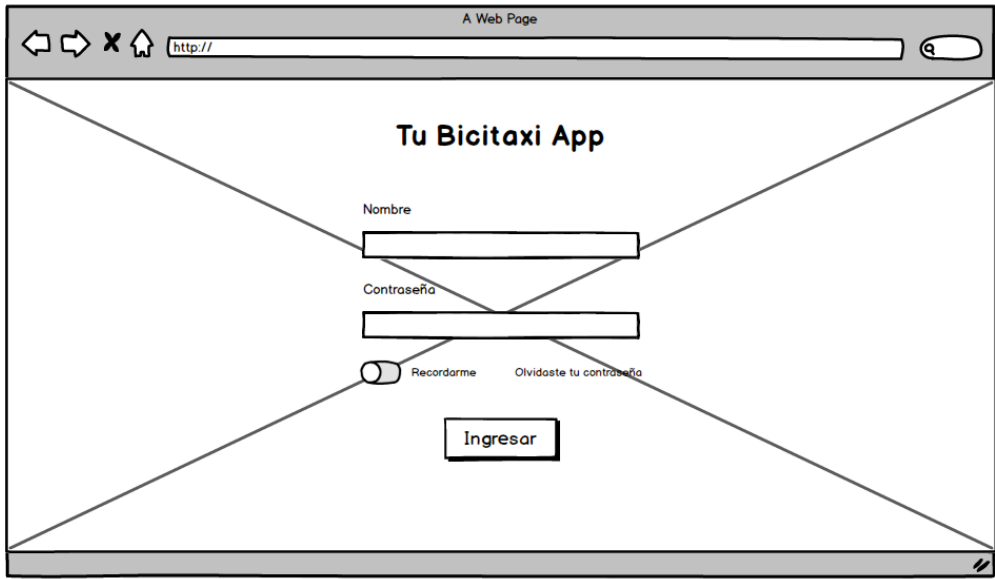 A Web Page
http://
Tu Bicitaxi App
Nombre
Contraseña
Recordarme Olvidaste tu contraseña
Ingresar